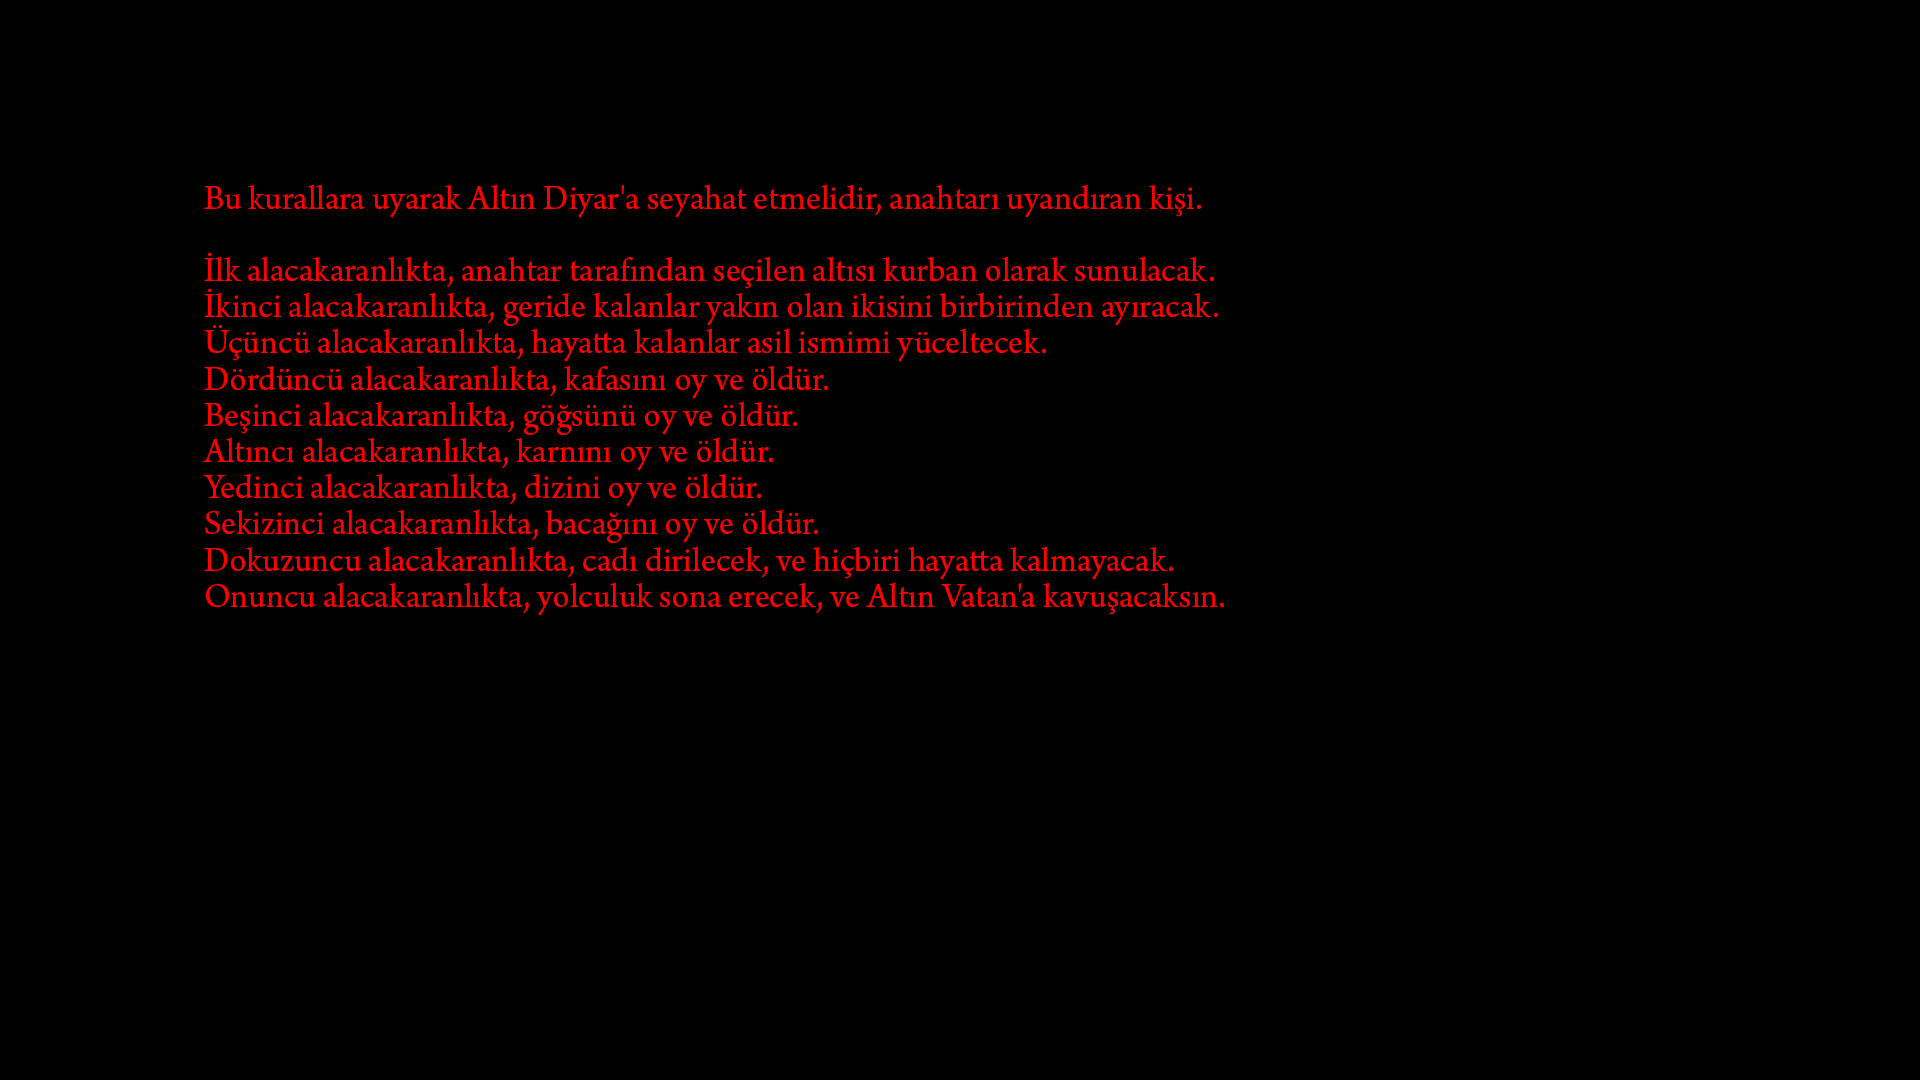 Bu kurallara uyarak Altın Diyar'a seyahat etmelidir, anahtarı uyandıran kişi.
İlk alacakaranlıkta, anahtar tarafından seçilen altısı kurban olarak sunulacak.
İkinci alacakaranlıkta, geride kalanlar yakın olan ikisini birbirinden ayıracak.
Üçüncü alacakaranlıkta, hayatta kalanlar asil ismimi yüceltecek.
Dördüncü alacakaranlıkta, kafasını oy ve öldür.
Beşinci alacakaranlıkta, göğsünü oy ve öldür.
Altıncı alacakaranlıkta, karnını oy ve öldür.
Yedinci alacakaranlıkta, dizini oy ve öldür.
Sekizinci alacakaranlıkta, bacağını oy ve öldür.
Dokuzuncu alacakaranlıkta, cadı dirilecek, ve hiçbiri hayatta kalmayacak.
Onuncu alacakaranlıkta, yolculuk sona erecek, ve Altın Vatan'a kavuşacaksın.